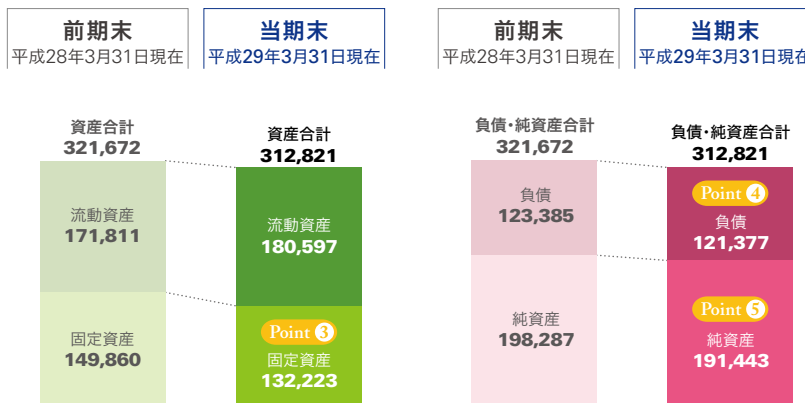 前期末
平成28年3月31日現在
当期末
平成29年3月31日現在
資産合計
321,672
流動資産
171,811
固定資産
149,860
資産合計
312,821
流動資産
180,597
Point 3
固定資産
132,223
前期末
平成28年3月31日現在
当期末
平成29年3月31日現在
負債・純資産合計
321,672
負債
123,385
純資産
198,287
負債・純資産合計
312,821
Point 4
負債
121,377
Point 5
純資産
191,443